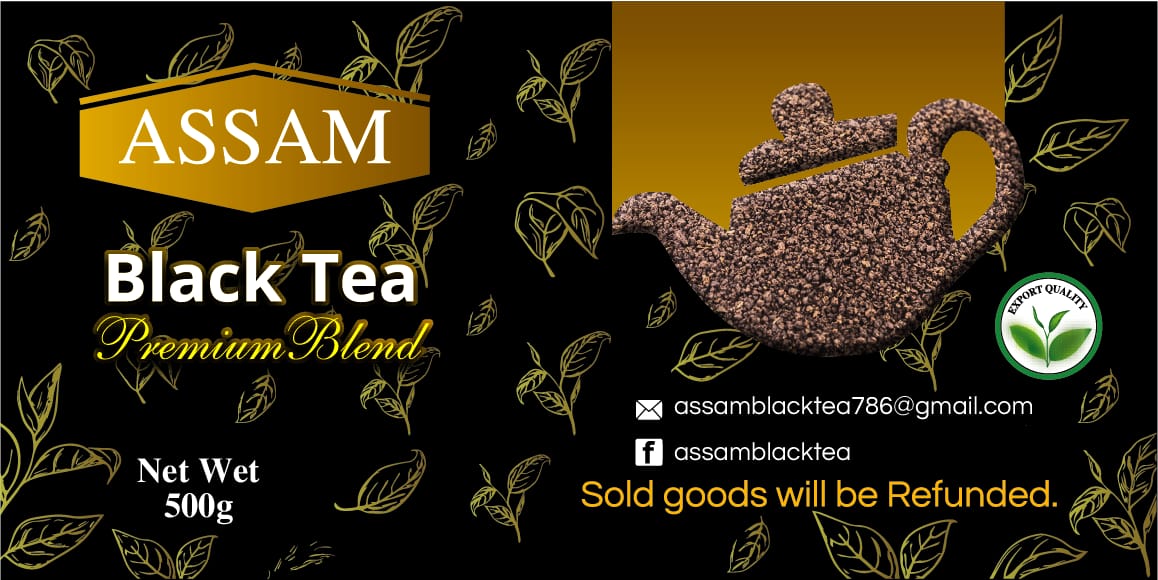 ASSAM
Black Tea
Premium Blend
Net Wet
500g
EXPORT QUALITY
assamblacktea786@gmail.com
f
assamblacktea
Sold goods will be Refunded.